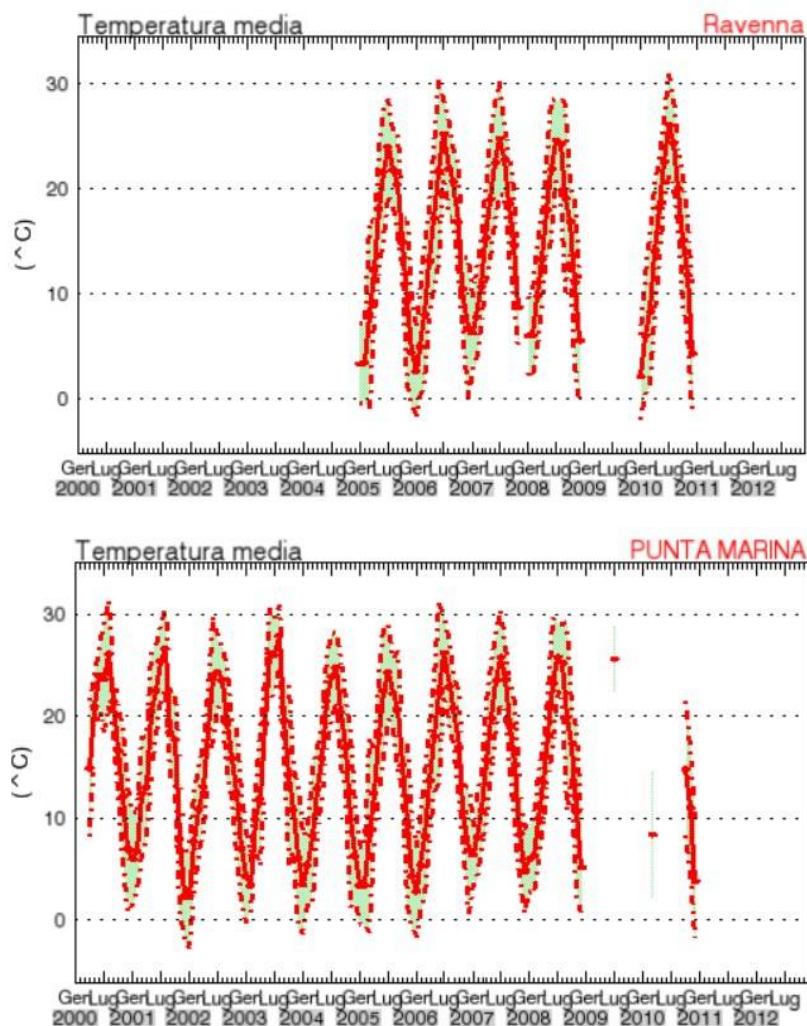 Temperatura media Ravenna
30
20
(^C)
10
0
GenLugGenLugGenLugGenLugGenLugGenLugGenLugGenLugGenLugGenLugGenLugGenLugGenLug
2000 2001 2002 2003 2004 2005 2006 2007 2008 2009 2010 2011 2012
Temperatura media PUNTA MARINA
30
20
(^C)
10
0
GenLugGenLugGenLugGenLugGenLugGenLugGenLugGenLugGenLugGenLugGenLugGenLugGenLug
2000 2001 2002 2003 2004 2005 2006 2007 2008 2009 2010 2011 2012